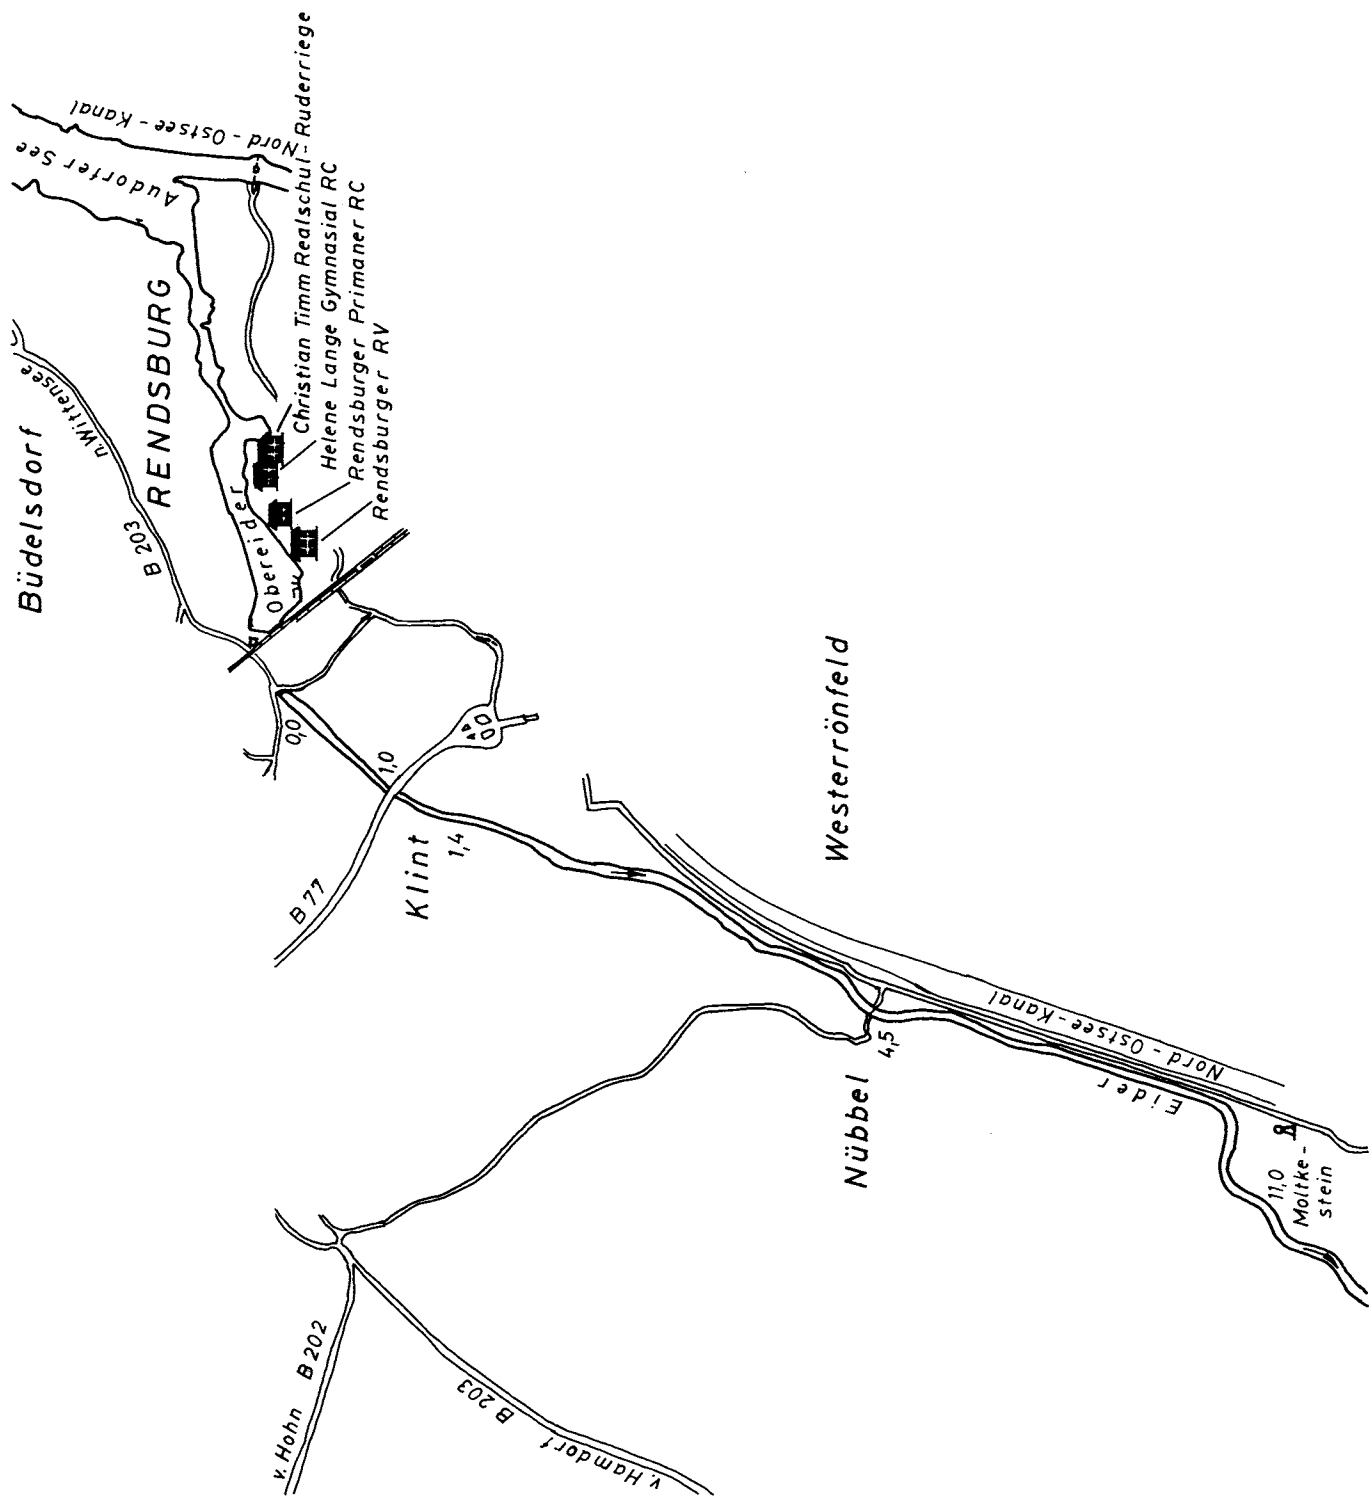 Büdelsdorf
n. Wittensee
B 203
RENDSBURG
Audorfer See
Nord - Ostsee - Kanal
Obereider
Christian Timm Realschul - Ruderriege
Helene Lange Gymnasial RC
Rendsburger Primaner RC
Rendsburger RV
0,0
1,0
B 77
Klint
1,4
Westerrönfeld
Nübbel
4,5
Nord - Ostsee - Kanal
Eider
11,0
Moltke -
stein
v. Hohn B 202
B 203
v. Hamdorf